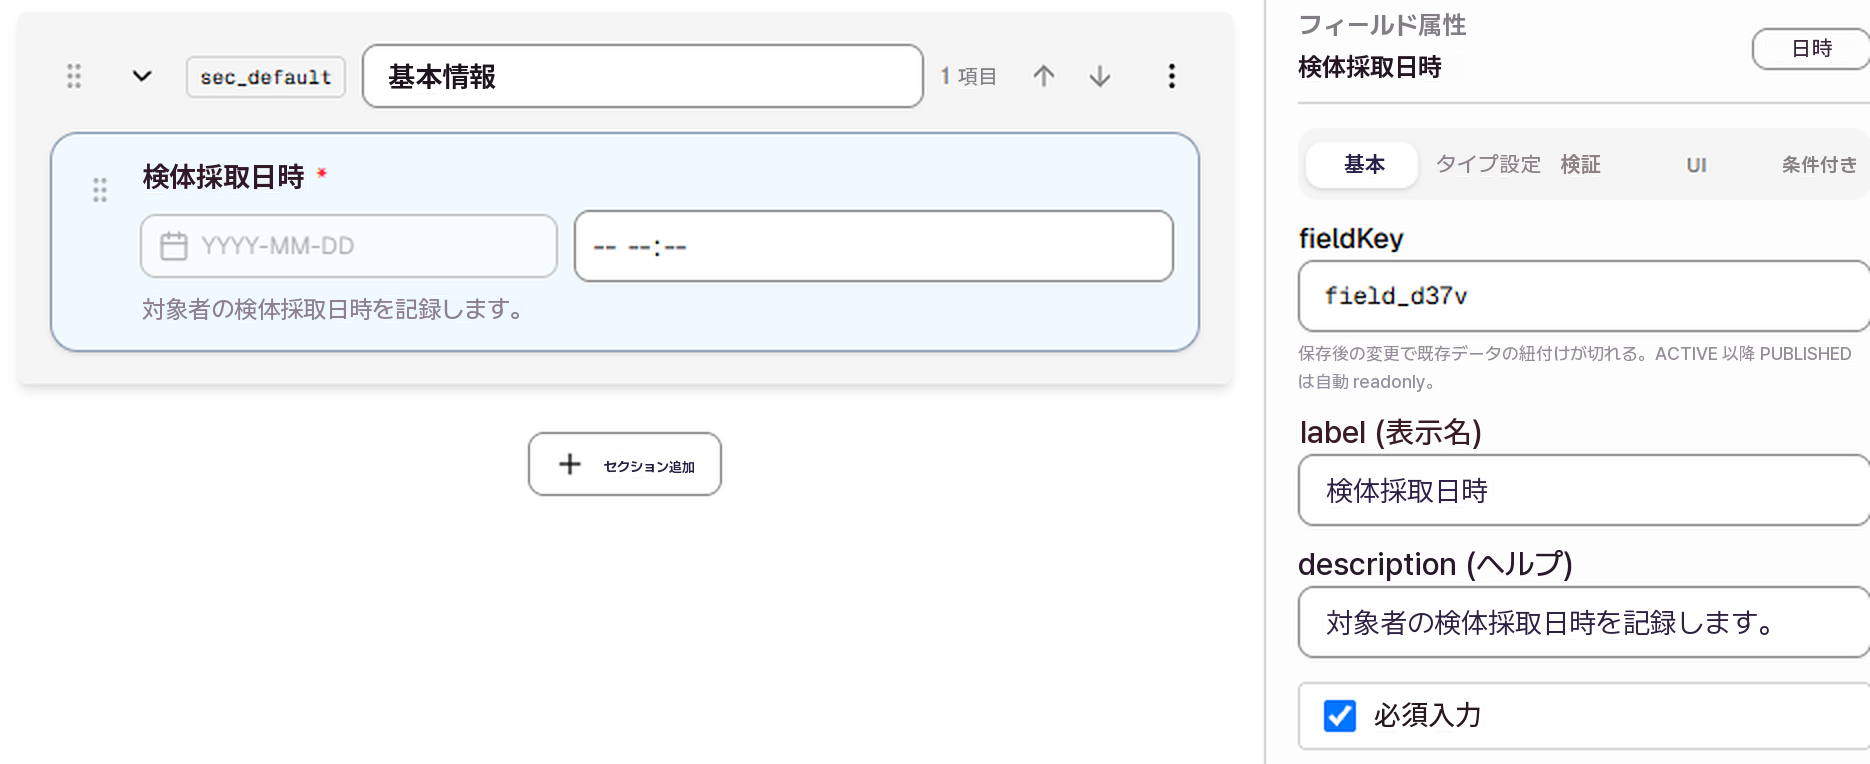 sec_default 基本情報 1 項目
検体採取日時 *
YYYY-MM-DD -- --:--
対象者の検体採取日時を記録します。
セクション追加
フィールド属性
検体採取日時
日時
基本 タイプ設定 検証 UI 条件付き
fieldKey
field_d37v
保存後の変更で既存データの紐付けが切れる。ACTIVE 以降 PUBLISHED
は自動 readonly。
label (表示名)
検体採取日時
description (ヘルプ)
対象者の検体採取日時を記録します。
必須入力